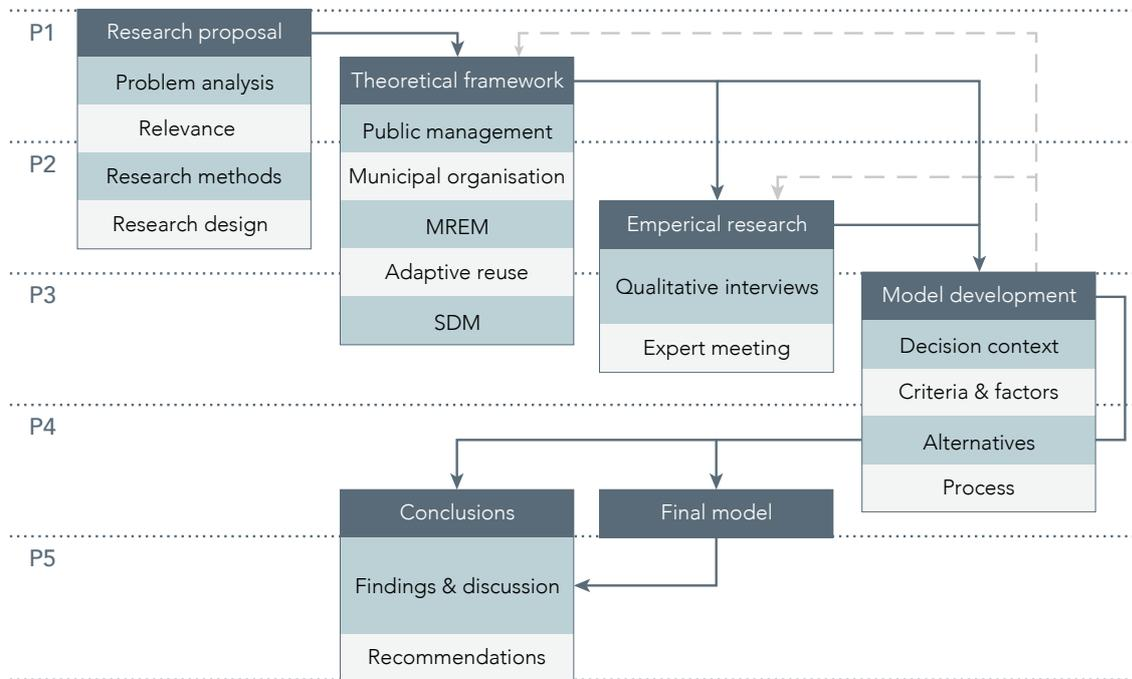 P1
Research proposal
Problem analysis
Relevance
Research methods
Research design
Theoretical framework
Public management
Municipal organisation
MREM
Adaptive reuse
SDM
P2
Emperical research
Qualitative interviews
Expert meeting
P3
Model development
Decision context
Criteria & factors
Alternatives
Process
P4
Conclusions
Findings & discussion
Recommendations
Final model
P5